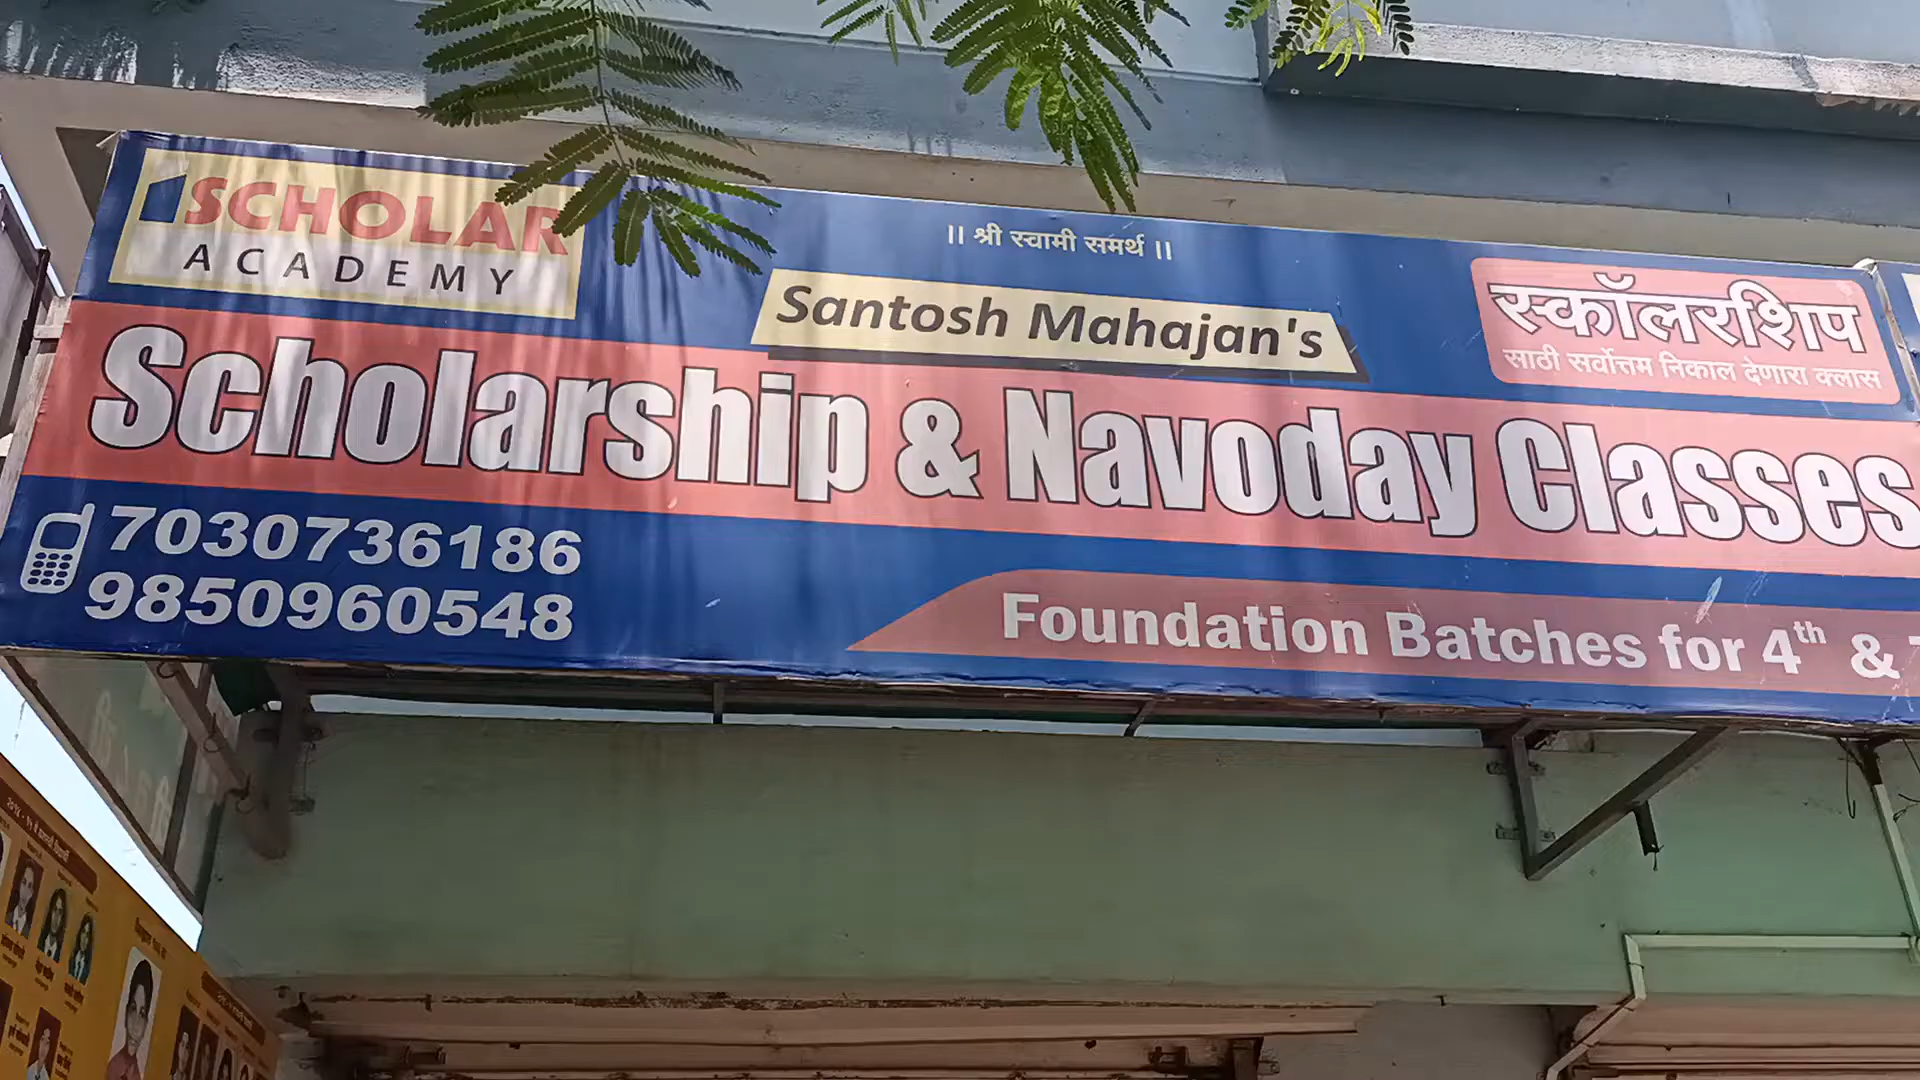 SCHOLAR
ACADEMY
॥ श्री स्वामी समर्थ ॥
Santosh Mahajan's
स्कॉलरशिप
साठी सर्वोत्तम निकाल देणारा क्लास
Scholarship & Navoday Classes
7030736186
9850960548
Foundation Batches for 4th &